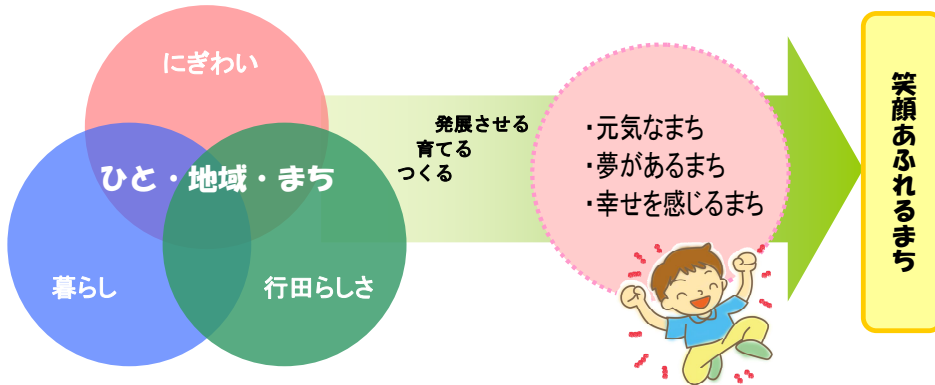 にぎわい
ひと・地域・まち
暮らし
行田らしさ
発展させる
育てる
つくる
・元気なまち
・夢があるまち
・幸せを感じるまち
笑顔あふれるまち